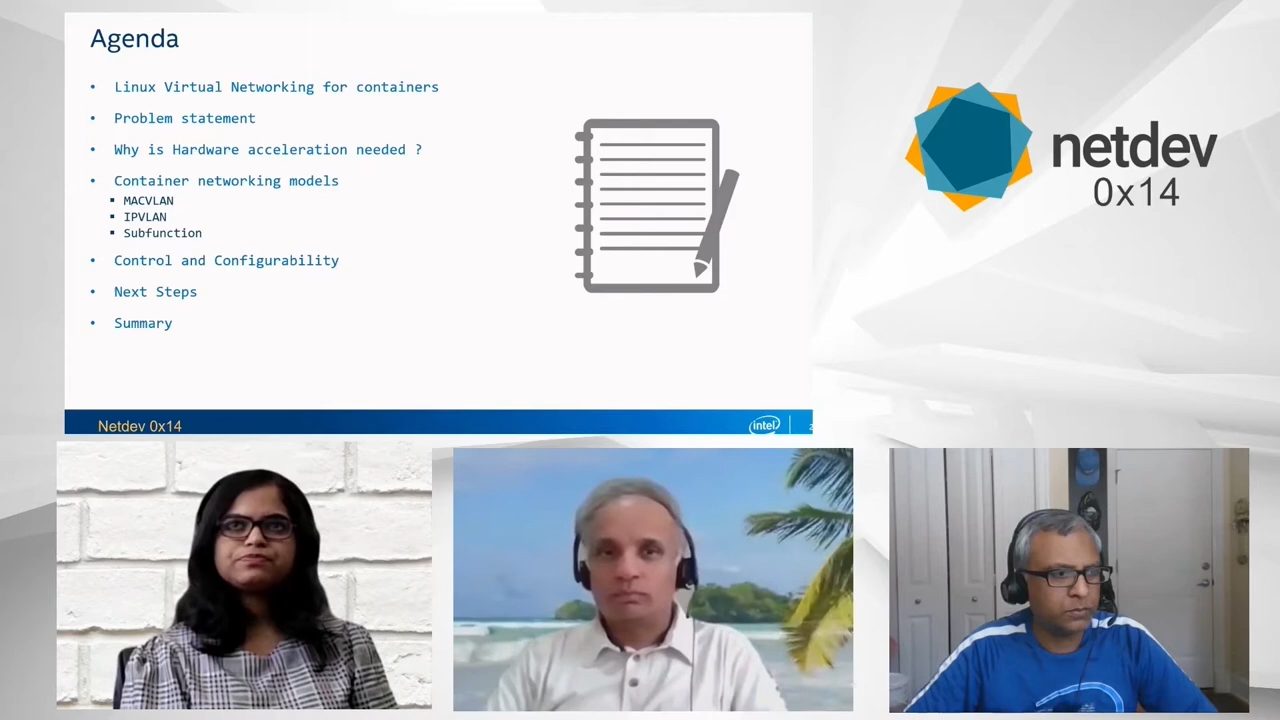 Agenda
• Linux Virtual Networking for containers
• Problem statement
• Why is Hardware acceleration needed ?
• Container networking models
▪ MACVLAN
▪ IPVLAN
▪ Subfunction
• Control and Configurability
• Next Steps
• Summary
Netdev 0x14
intel
netdev
0x14